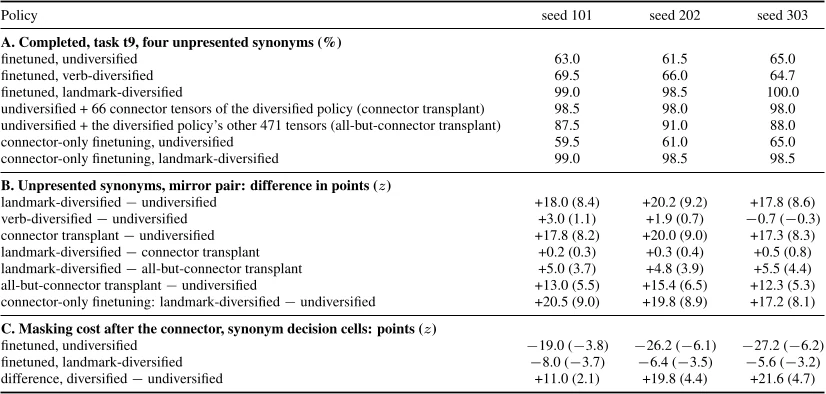 Policy seed 101 seed 202 seed 303
A. Completed, task t9, four unpresented synonyms (%)
finetuned, undiversified 63.0 61.5 65.0
finetuned, verb-diversified 69.5 66.0 64.7
finetuned, landmark-diversified 99.0 98.5 100.0
undiversified + 66 connector tensors of the diversified policy (connector transplant) 98.5 98.0 98.0
undiversified + the diversified policy's other 471 tensors (all-but-connector transplant) 87.5 91.0 88.0
connector-only finetuning, undiversified 59.5 61.0 65.0
connector-only finetuning, landmark-diversified 99.0 98.5 98.5
B. Unpresented synonyms, mirror pair: difference in points (z)
landmark-diversified − undiversified +18.0 (8.4) +20.2 (9.2) +17.8 (8.6)
verb-diversified − undiversified +3.0 (1.1) +1.9 (0.7) −0.7 (−0.3)
connector transplant − undiversified +17.8 (8.2) +20.0 (9.0) +17.3 (8.3)
landmark-diversified − connector transplant +0.2 (0.3) +0.3 (0.4) +0.5 (0.8)
landmark-diversified − all-but-connector transplant +5.0 (3.7) +4.8 (3.9) +5.5 (4.4)
all-but-connector transplant − undiversified +13.0 (5.5) +15.4 (6.5) +12.3 (5.3)
connector-only finetuning: landmark-diversified − undiversified +20.5 (9.0) +19.8 (8.9) +17.2 (8.1)
C. Masking cost after the connector, synonym decision cells: points (z)
finetuned, undiversified −19.0 (−3.8) −26.2 (−6.1) −27.2 (−6.2)
finetuned, landmark-diversified −8.0 (−3.7) −6.4 (−3.5) −5.6 (−3.2)
difference, diversified − undiversified +11.0 (2.1) +19.8 (4.4) +21.6 (4.7)